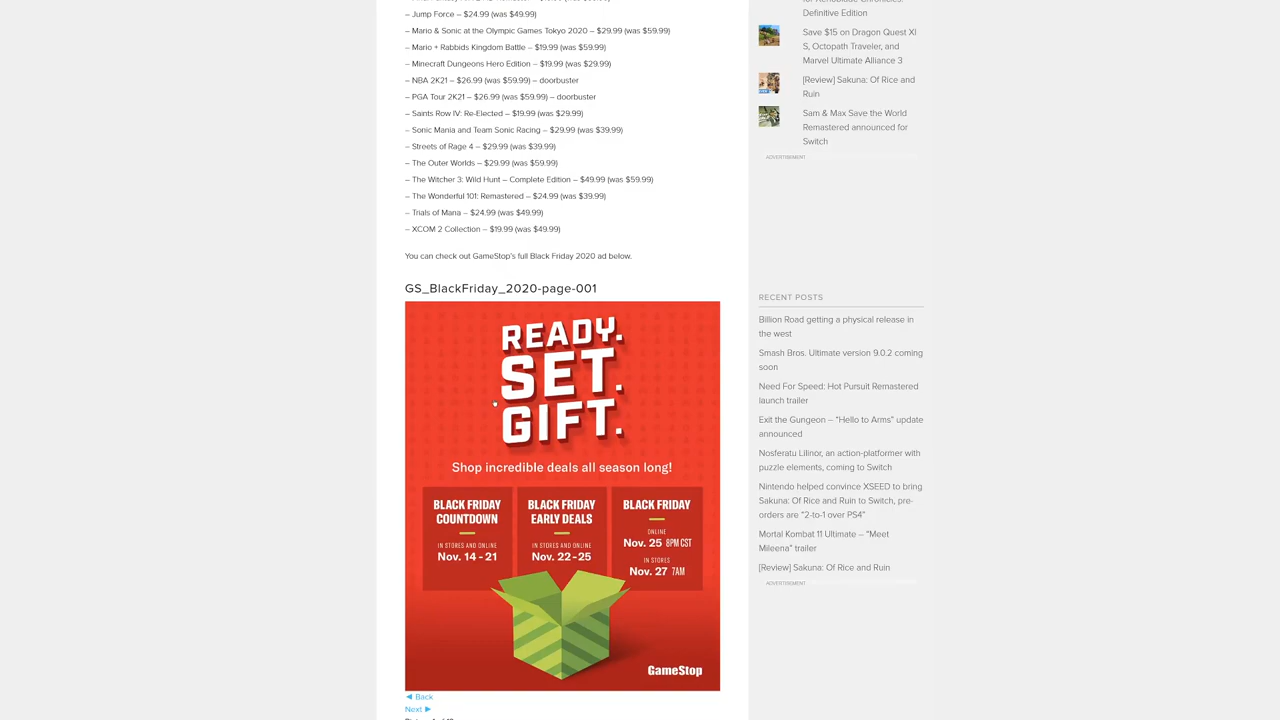 – Jump Force – $24.99 (was $49.99)
– Mario & Sonic at the Olympic Games Tokyo 2020 – $29.99 (was $59.99)
– Mario + Rabbids Kingdom Battle – $19.99 (was $59.99)
– Minecraft Dungeons Hero Edition – $19.99 (was $29.99)
– NBA 2K21 – $26.99 (was $59.99) – doorbuster
– PGA Tour 2K21 – $26.99 (was $59.99) – doorbuster
– Saints Row IV: Re-Elected – $19.99 (was $29.99)
– Sonic Mania and Team Sonic Racing – $29.99 (was $39.99)
– Streets of Rage 4 – $29.99 (was $39.99)
– The Outer Worlds – $29.99 (was $59.99)
– The Witcher 3: Wild Hunt – Complete Edition – $49.99 (was $59.99)
– The Wonderful 101: Remastered – $24.99 (was $39.99)
– Trials of Mana – $24.99 (was $49.99)
– XCOM 2 Collection – $19.99 (was $49.99)
You can check out GameStop's full Black Friday 2020 ad below.
GS_BlackFriday_2020-page-001
READY.
SET.
GIFT.
Shop incredible deals all season long!
BLACK FRIDAY
COUNTDOWN
IN STORES AND ONLINE
Nov. 14 - 21
BLACK FRIDAY
EARLY DEALS
IN STORES AND ONLINE
Nov. 22-25
BLACK FRIDAY
ONLINE
Nov. 25 8PM CST
IN STORES
Nov. 27 7AM
GameStop
◄ Back
Next ►
Definitive Edition
Save $15 on Dragon Quest XI
S, Octopath Traveler, and
Marvel Ultimate Alliance 3
[Review] Sakuna: Of Rice and
Ruin
Sam & Max Save the World
Remastered announced for
Switch
ADVERTISEMENT
RECENT POSTS
Billion Road getting a physical release in
the west
Smash Bros. Ultimate version 9.0.2 coming
soon
Need For Speed: Hot Pursuit Remastered
launch trailer
Exit the Gungeon – “Hello to Arms” update
announced
Nosferatu Lilinor, an action-platformer with
puzzle elements, coming to Switch
Nintendo helped convince XSEED to bring
Sakuna: Of Rice and Ruin to Switch, pre-
orders are “2-to-1 over PS4”
Mortal Kombat 11 Ultimate – “Meet
Mileena” trailer
[Review] Sakuna: Of Rice and Ruin
ADVERTISEMENT